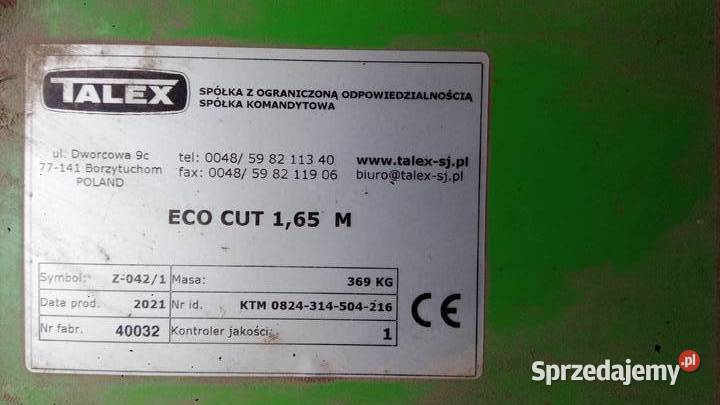 TALEX
SPÓŁKA Z OGRANICZONĄ ODPOWIEDZIALNOŚCIĄ
SPÓŁKA KOMANDYTOWA
ul. Dworcowa 9c
77-141 Borzytuchom
POLAND
tel: 0048/ 59 82 113 40
fax: 0048/ 59 82 119 06
www.talex-sj.pl
biuro@talex-sj.pl
ECO CUT 1,65 M
Symbol: Z-042/1 Masa: 369 KG
Data prod. 2021 Nr id. KTM 0824-314-504-216
Nr fabr. 40032 Kontroler jakości: 1
CE
Sprzedajemy.pl